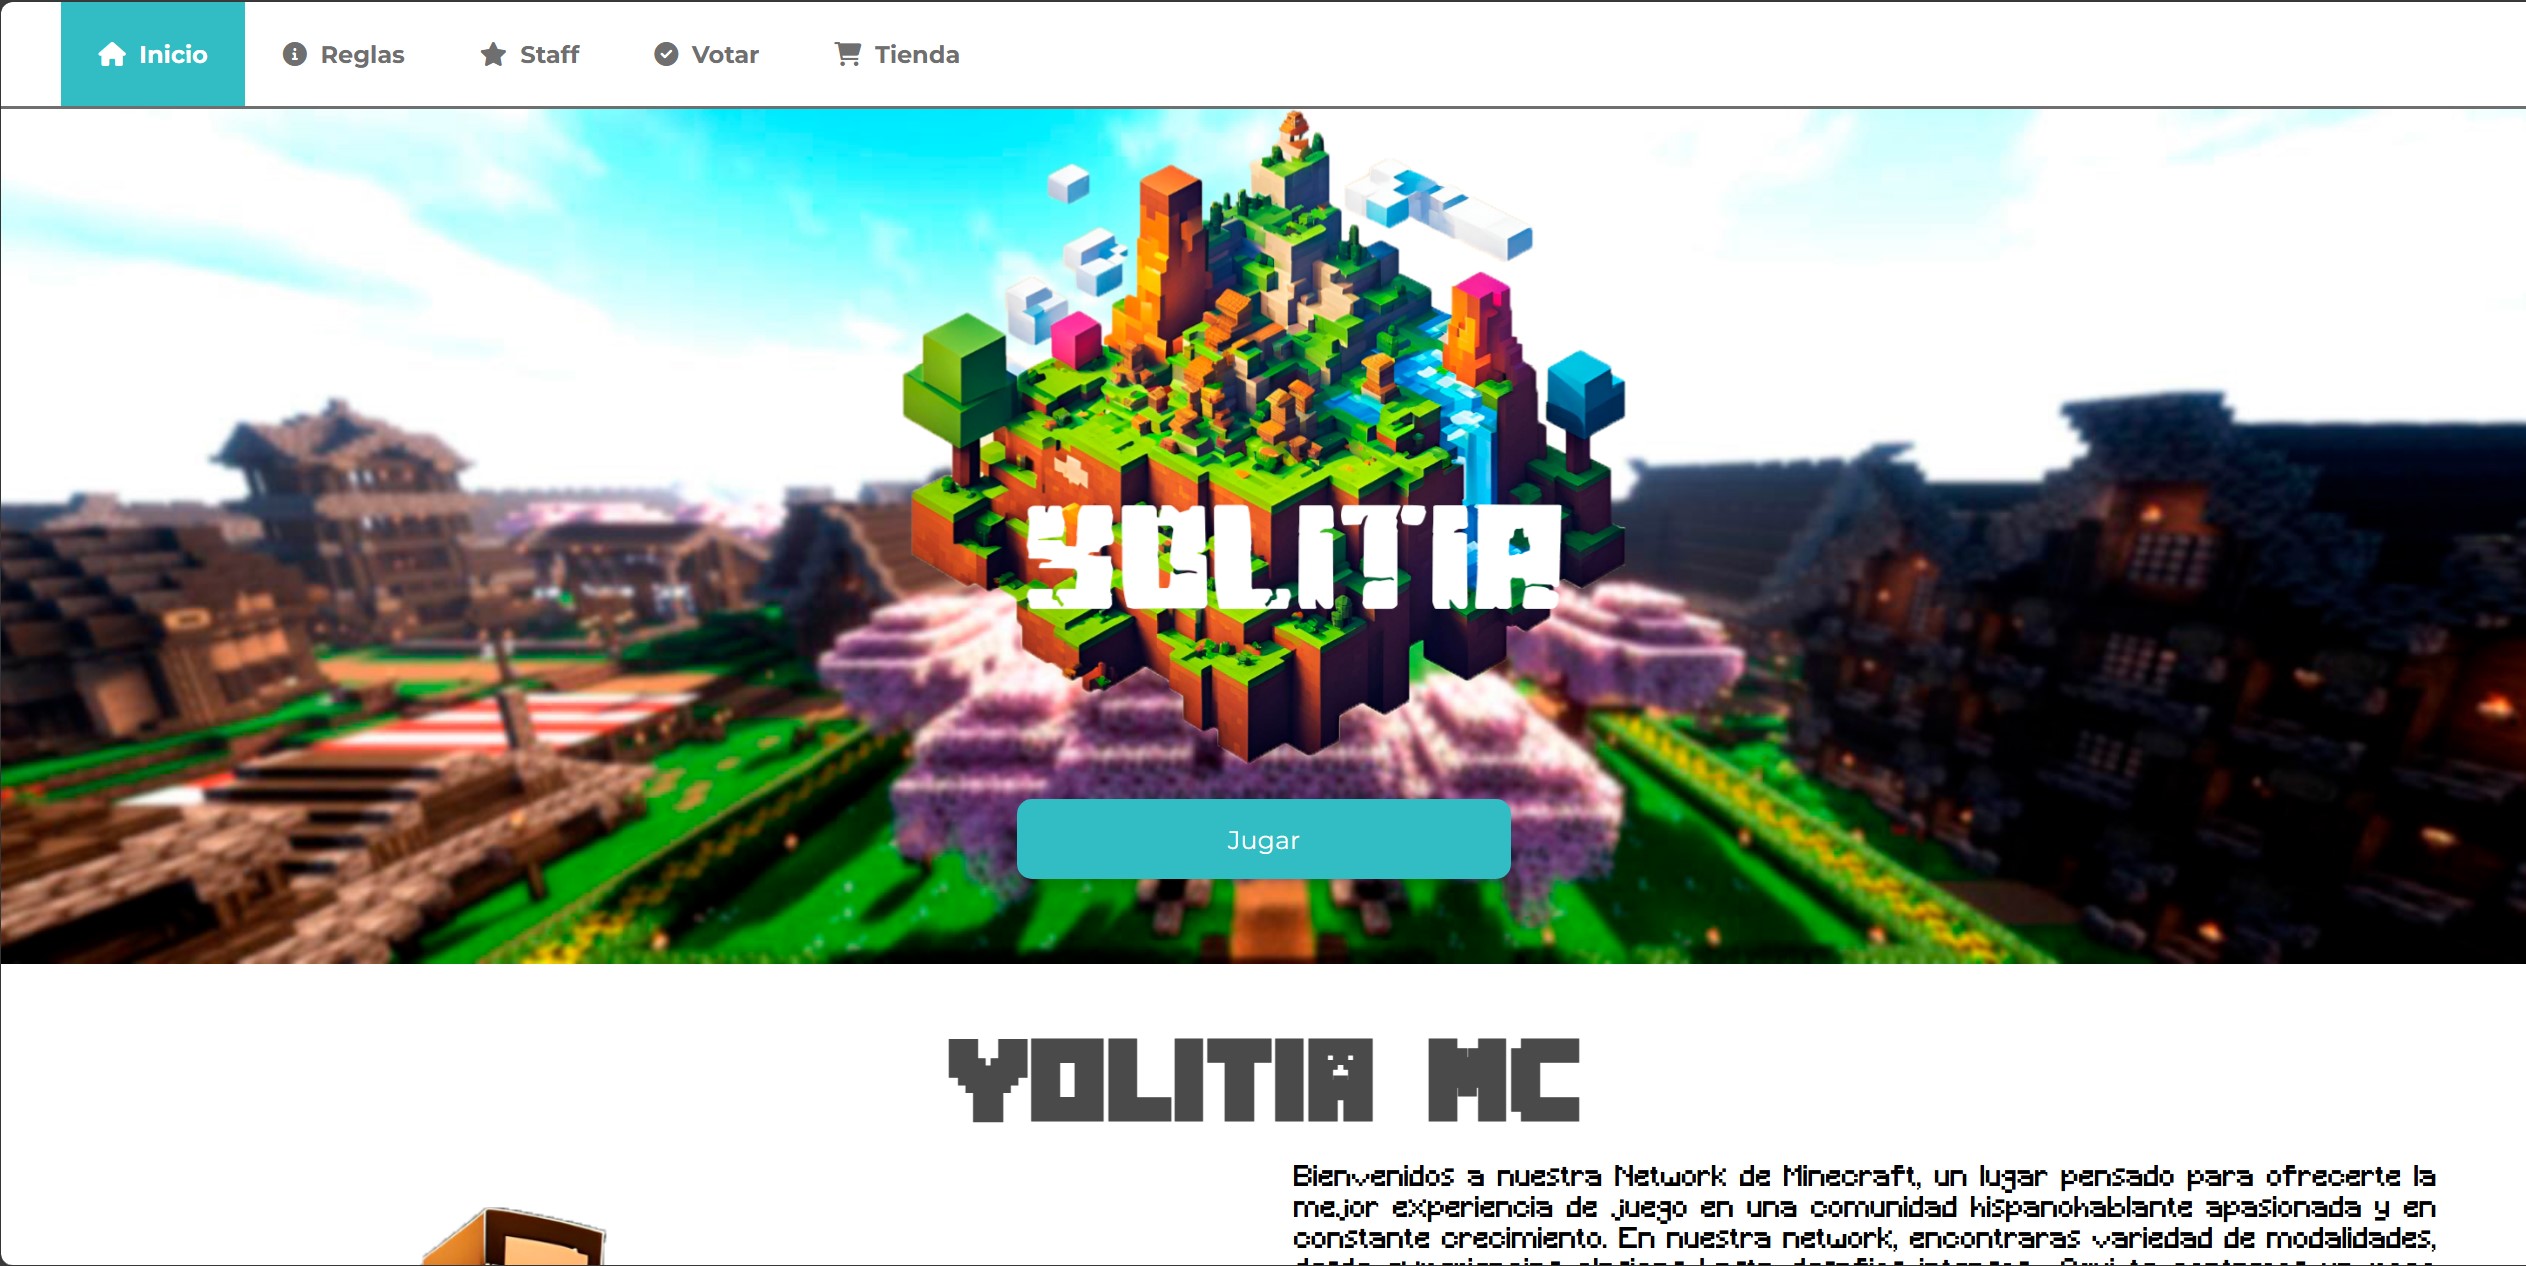 Inicio
Reglas
Staff
Votar
Tienda
YOLITIA
Jugar
YOLITIA MC
Bienvenidos a nuestra Network de Minecraft, un lugar pensado para ofrecerte la
mejor experiencia de juego en una comunidad hispanohablante apasionada y en
constante crecimiento. En nuestra network, encontraras variedad de modalidades,